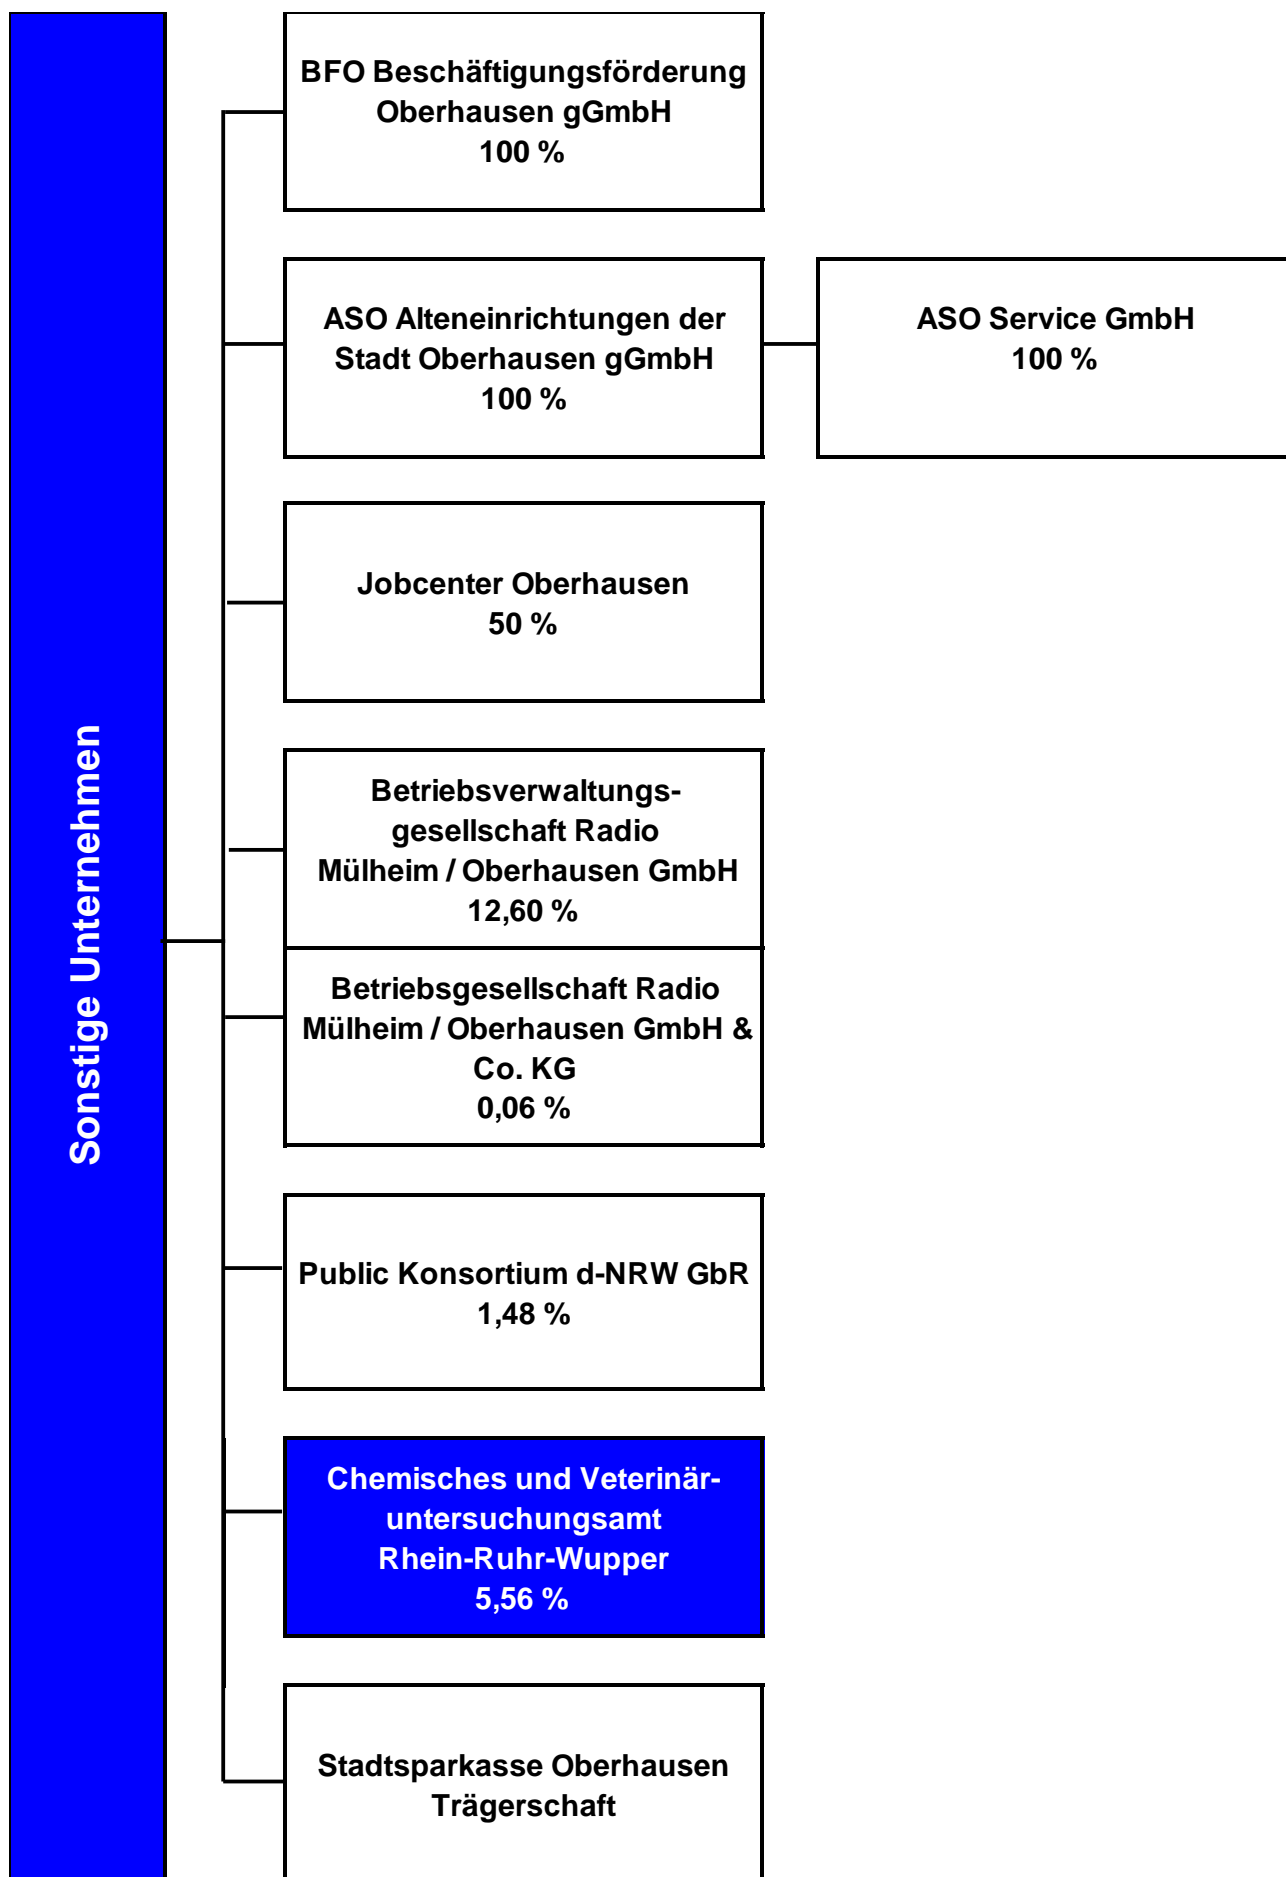 Sonstige Unternehmen
BFO Beschäftigungsförderung
Oberhausen gGmbH
100 %
ASO Alteneinrichtungen der
Stadt Oberhausen gGmbH
100 %
ASO Service GmbH
100 %
Jobcenter Oberhausen
50 %
Betriebsverwaltungs-
gesellschaft Radio
Mülheim / Oberhausen GmbH
12,60 %
Betriebsgesellschaft Radio
Mülheim / Oberhausen GmbH &
Co. KG
0,06 %
Public Konsortium d-NRW GbR
1,48 %
Chemisches und Veterinär-
untersuchungsamt
Rhein-Ruhr-Wupper
5,56 %
Stadtsparkasse Oberhausen
Trägerschaft